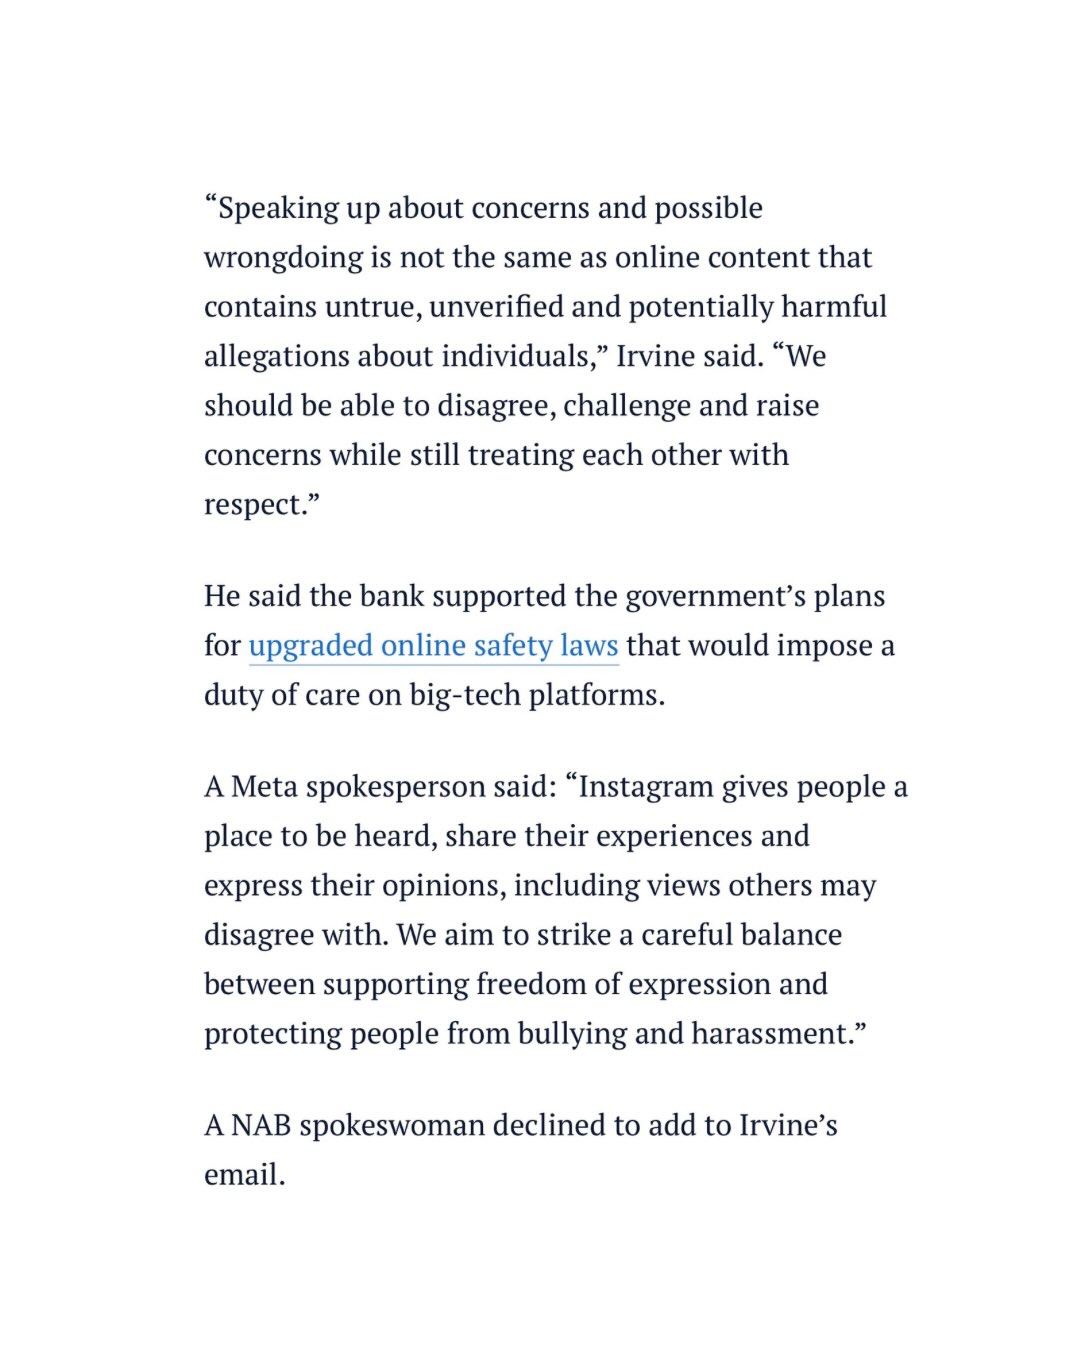 “Speaking up about concerns and possible
wrongdoing is not the same as online content that
contains untrue, unverified and potentially harmful
allegations about individuals,” Irvine said. “We
should be able to disagree, challenge and raise
concerns while still treating each other with
respect.”
He said the bank supported the government’s plans
for upgraded online safety laws that would impose a
duty of care on big-tech platforms.
A Meta spokesperson said: “Instagram gives people a
place to be heard, share their experiences and
express their opinions, including views others may
disagree with. We aim to strike a careful balance
between supporting freedom of expression and
protecting people from bullying and harassment.”
A NAB spokeswoman declined to add to Irvine’s
email.